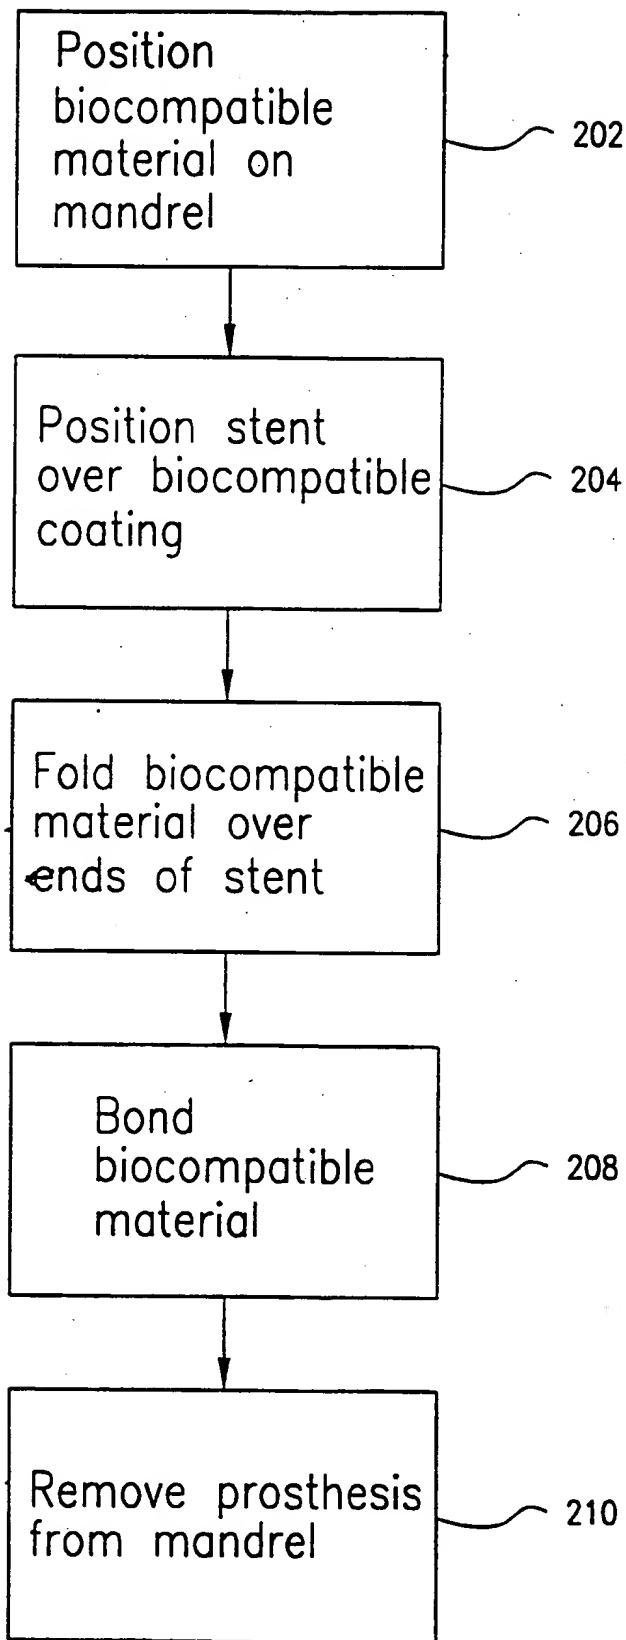 Position
biocompatible
material on
mandrel
202
Position stent
over biocompatible
coating
204
Fold biocompatible
material over
ends of stent
206
Bond
biocompatible
material
208
Remove prosthesis
from mandrel
210